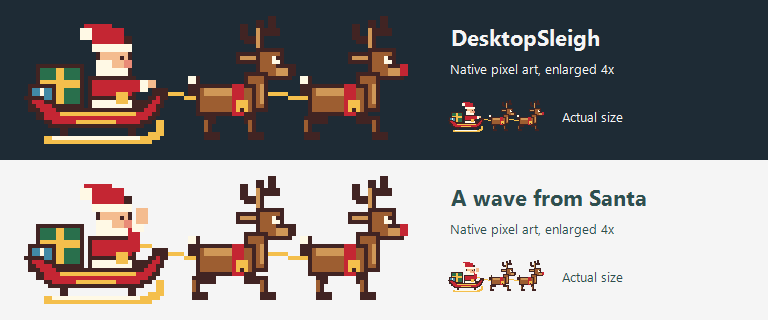 DesktopSleigh
Native pixel art, enlarged 4x
Actual size
A wave from Santa
Native pixel art, enlarged 4x
Actual size